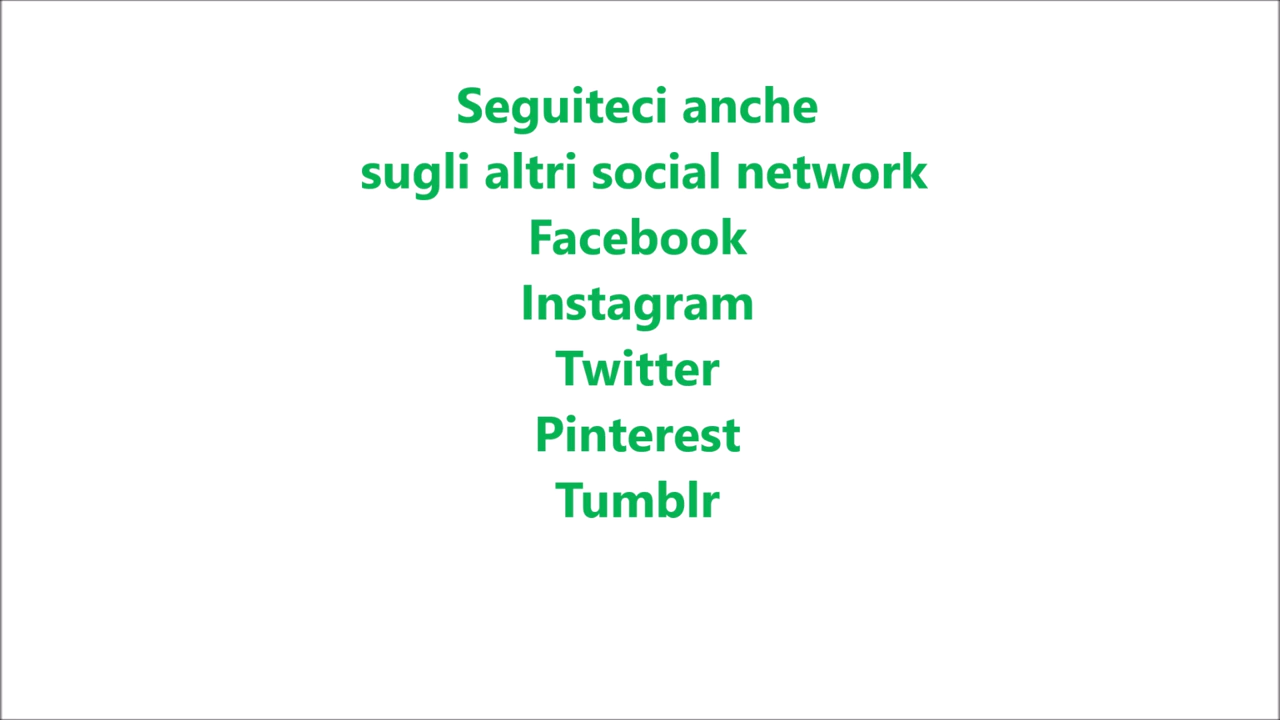 Seguiteci anche
sugli altri social network
Facebook
Instagram
Twitter
Pinterest
Tumblr